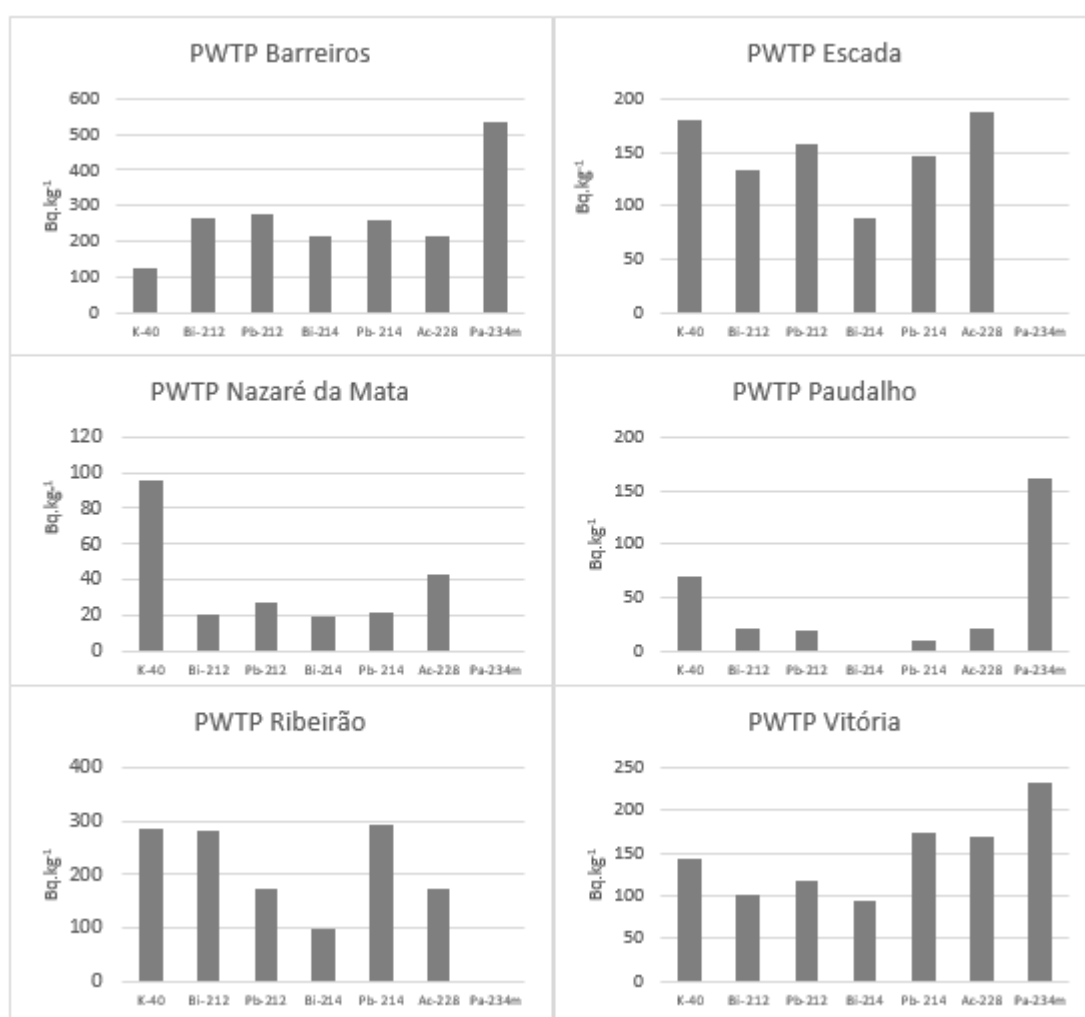 PWTP Barreiros
Bq.kg⁻¹
600
500
400
300
200
100
0
K-40 Bi-212 Pb-212 Bi-214 Pb- 214 Ac-228 Pa-234m
PWTP Escada
Bq.kg⁻¹
200
150
100
50
0
K-40 Bi-212 Pb-212 Bi-214 Pb- 214 Ac-228 Pa-234m
PWTP Nazaré da Mata
Bq.kg⁻¹
120
100
80
60
40
20
0
K-40 Bi-212 Pb-212 Bi-214 Pb- 214 Ac-228 Pa-234m
PWTP Paudalho
Bq.kg⁻¹
200
150
100
50
0
K-40 Bi-212 Pb-212 Bi-214 Pb- 214 Ac-228 Pa-234m
PWTP Ribeirão
Bq.kg⁻¹
400
300
200
100
0
K-40 Bi-212 Pb-212 Bi-214 Pb- 214 Ac-228 Pa-234m
PWTP Vitória
Bq.kg⁻¹
250
200
150
100
50
0
K-40 Bi-212 Pb-212 Bi-214 Pb- 214 Ac-228 Pa-234m